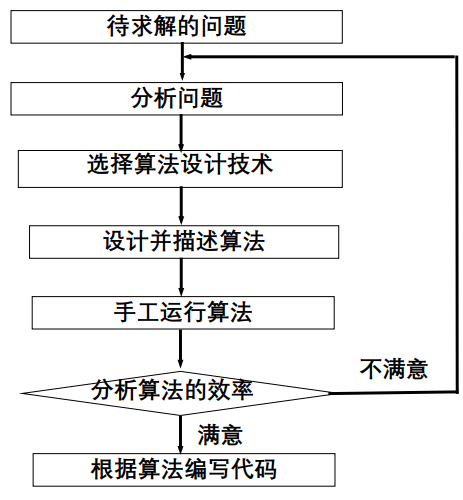 待求解的问题
分析问题
选择算法设计技术
设计并描述算法
手工运行算法
不满意
分析算法的效率
满意
根据算法编写代码